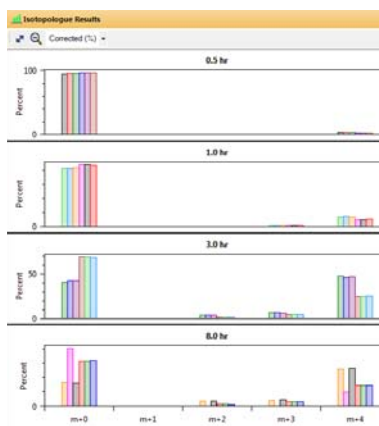 Isotopologue Results
Corrected (%)
0.5 hr
100
Percent
0
1.0 hr
Percent
0
3.0 hr
50
Percent
0
8.0 hr
Percent
0
m+0 m+1 m+2 m+3 m+4